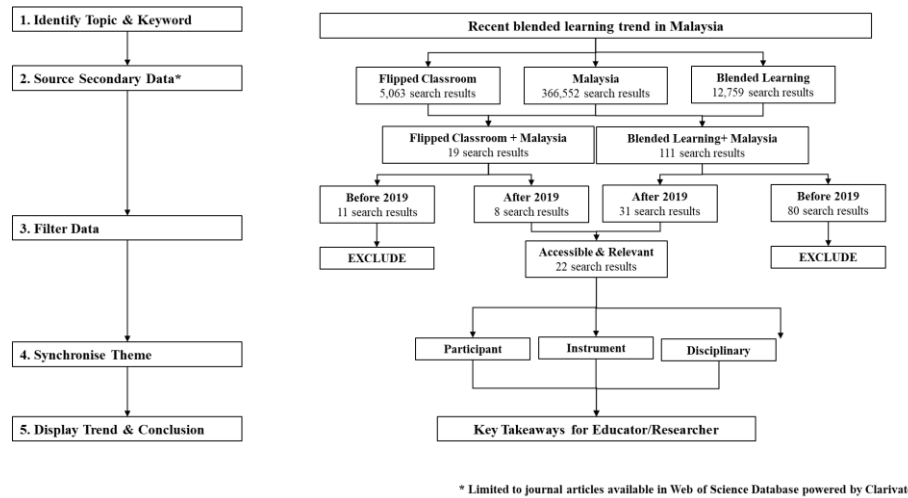 1. Identify Topic & Keyword
2. Source Secondary Data*
3. Filter Data
4. Synchronise Theme
5. Display Trend & Conclusion
Recent blended learning trend in Malaysia
Flipped Classroom
5,063 search results
Malaysia
366,552 search results
Blended Learning
12,759 search results
Flipped Classroom + Malaysia
19 search results
Blended Learning+ Malaysia
111 search results
Before 2019
11 search results
After 2019
8 search results
After 2019
31 search results
Before 2019
80 search results
EXCLUDE
Accessible & Relevant
22 search results
EXCLUDE
Participant
Instrument
Disciplinary
Key Takeaways for Educator/Researcher
* Limited to journal articles available in Web of Science Database powered by Clarivat